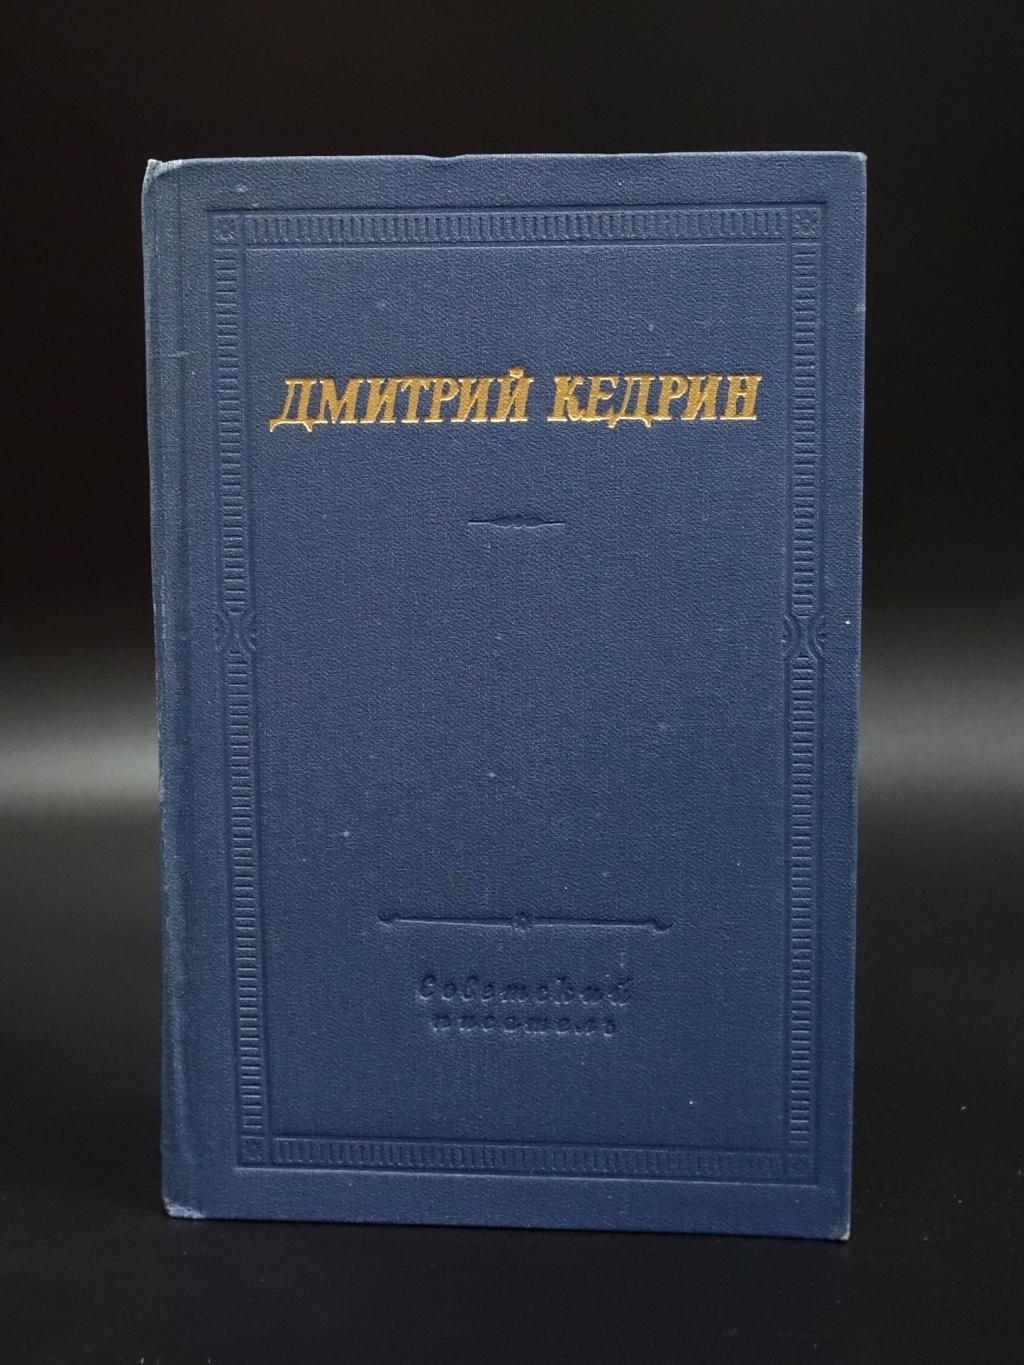 ДМИТРИЙ КЕДРИН
Советский
писатель